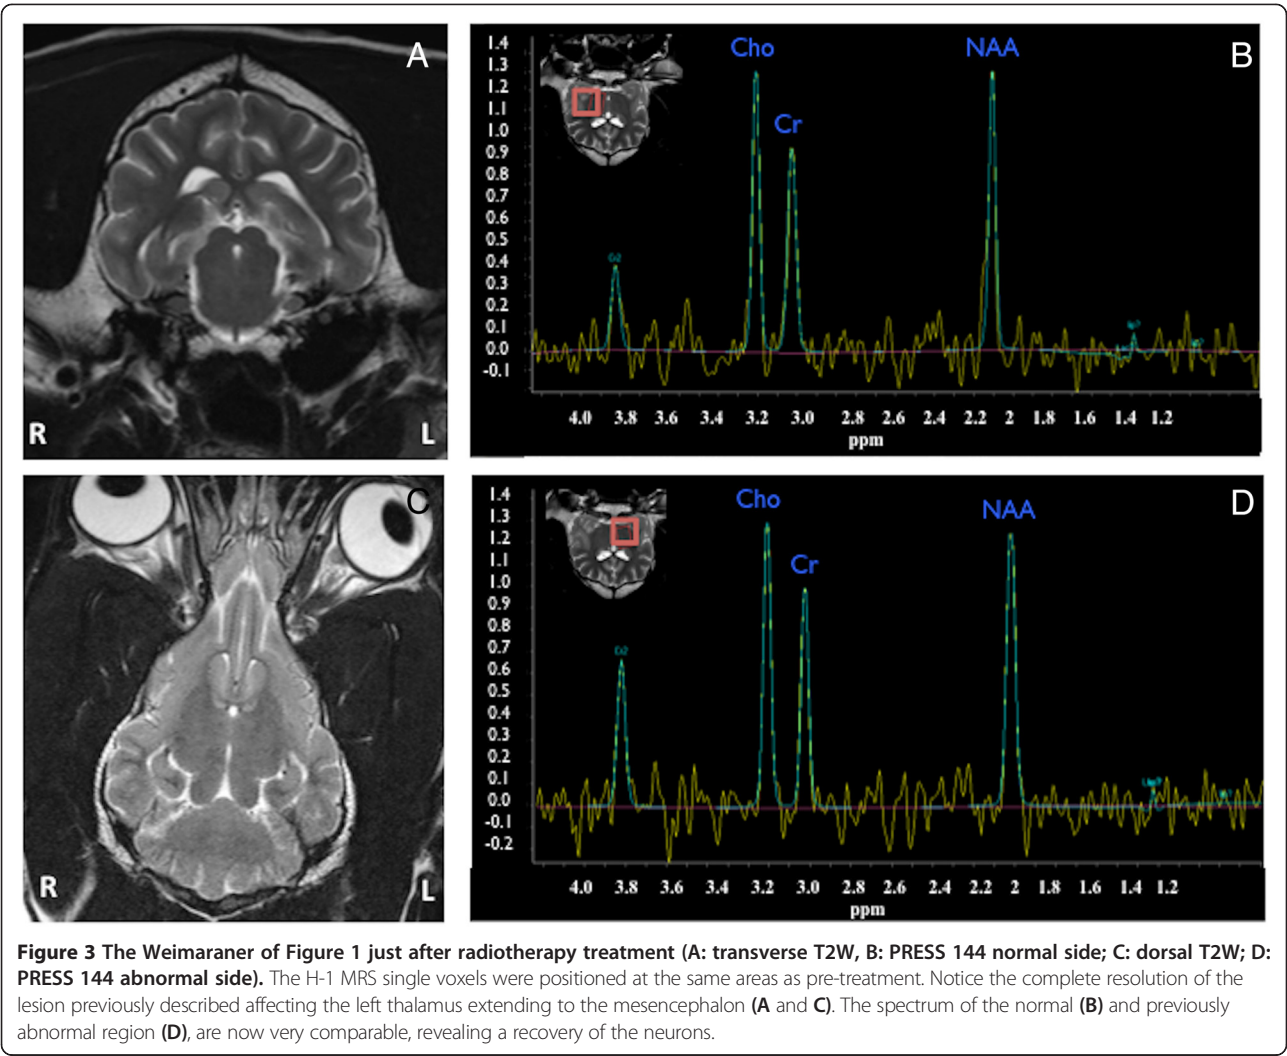 A
R
L
B
Cho
NAA
Cr
1.4
1.3
1.2
1.1
1.0
0.9
0.8
0.7
0.6
0.5
0.4
0.3
0.2
0.1
0.0
-0.1
4.0 3.8 3.6 3.4 3.2 3.0 2.8 2.6 2.4 2.2 2 1.8 1.6 1.4 1.2
ppm
C
R
L
D
Cho
NAA
Cr
1.4
1.3
1.2
1.1
1.0
0.9
0.8
0.7
0.6
0.5
0.4
0.3
0.2
0.1
0.0
-0.1
-0.2
4.0 3.8 3.6 3.4 3.2 3.0 2.8 2.6 2.4 2.2 2 1.8 1.6 1.4 1.2
ppm
Figure 3 The Weimaraner of Figure 1 just after radiotherapy treatment (A: transverse T2W, B: PRESS 144 normal side; C: dorsal T2W; D:
PRESS 144 abnormal side). The H-1 MRS single voxels were positioned at the same areas as pre-treatment. Notice the complete resolution of the
lesion previously described affecting the left thalamus extending to the mesencephalon (A and C). The spectrum of the normal (B) and previously
abnormal region (D), are now very comparable, revealing a recovery of the neurons.